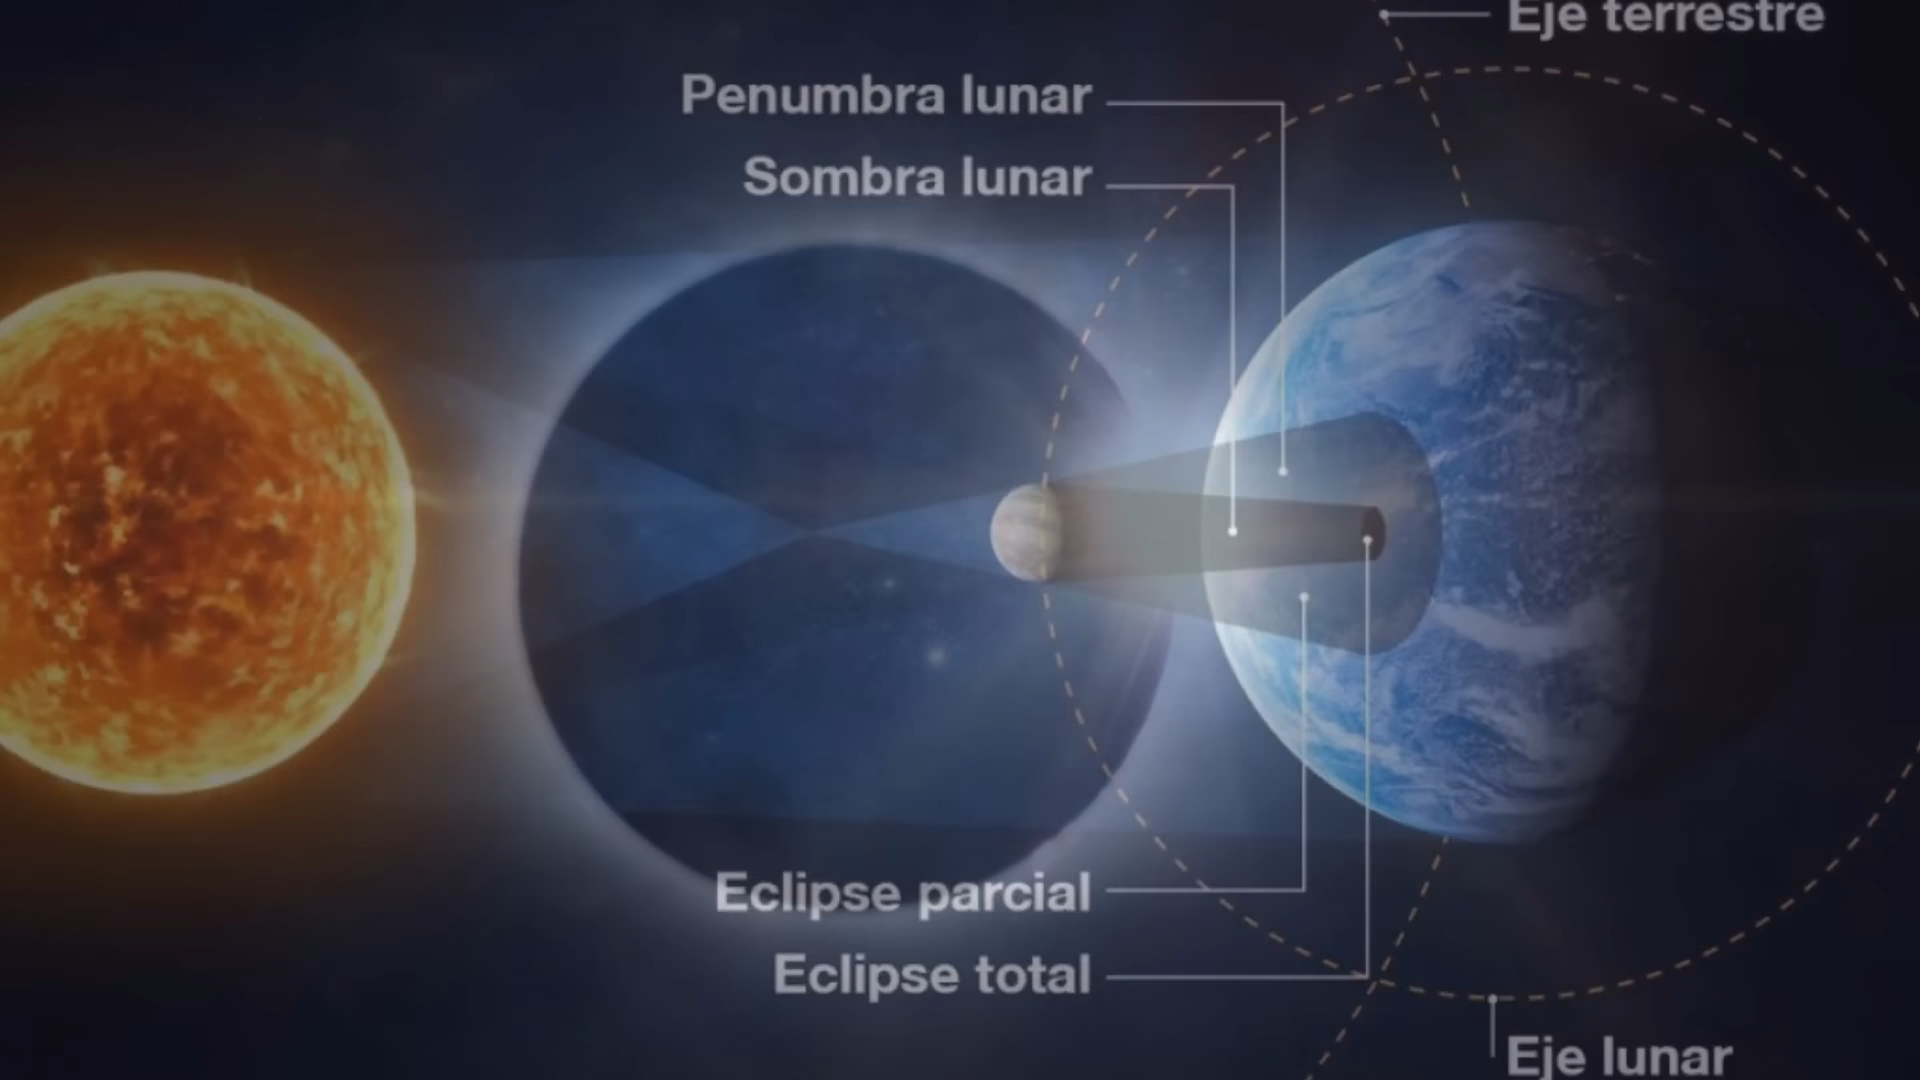 Eje terrestre
Penumbra lunar
Sombra lunar
Eclipse parcial
Eclipse total
Eje lunar